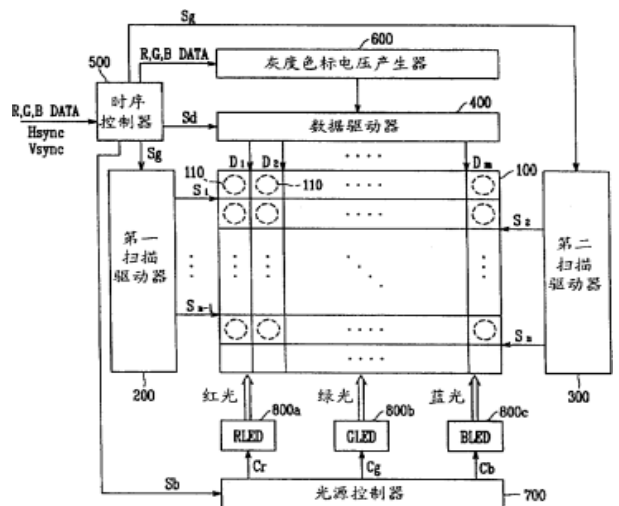 Sg
600
R,G,B DATA
灰度色标电压产生器
500
时序
控制器
R,G,B DATA
Hsync
Vsync
400
Sd
数据驱动器
Sg
D1
D2
Dm
100
110
110
S1
S2
第一
扫描
驱动器
第二
扫描
驱动器
Sn-1
Sn
200
300
红光
绿光
蓝光
800a
800b
800c
RLED
GLED
BLED
Cr
Cg
Cb
Sb
光源控制器
700